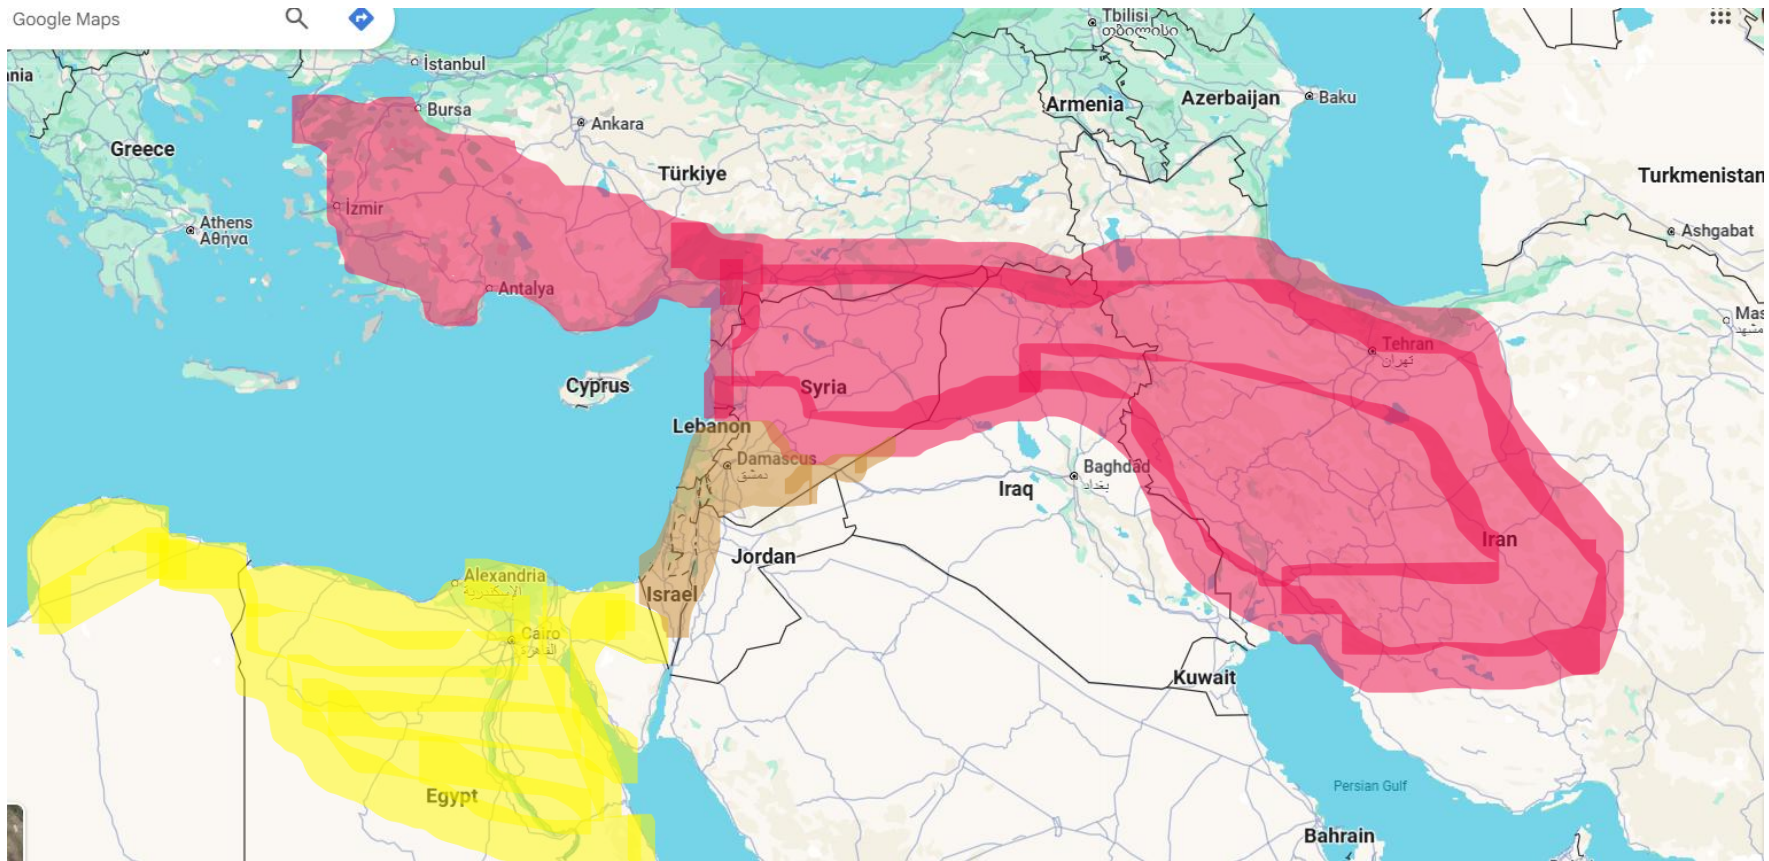 Google Maps
Tbilisi
თბილისი
ania
İstanbul
Bursa
Ankara
Armenia
Azerbaijan
Baku
Greece
Türkiye
Turkmenistan
İzmir
Athens
Αθήνα
Ashgabat
Antalya
Mas
مشهد
Tehran
تهران
Cyprus
Syria
Lebanon
Damascus
دمشق
Baghdad
بغداد
Iraq
Iran
Jordan
Alexandria
الإسكندرية
Israel
Cairo
القاهرة
Kuwait
Egypt
Persian Gulf
Bahrain